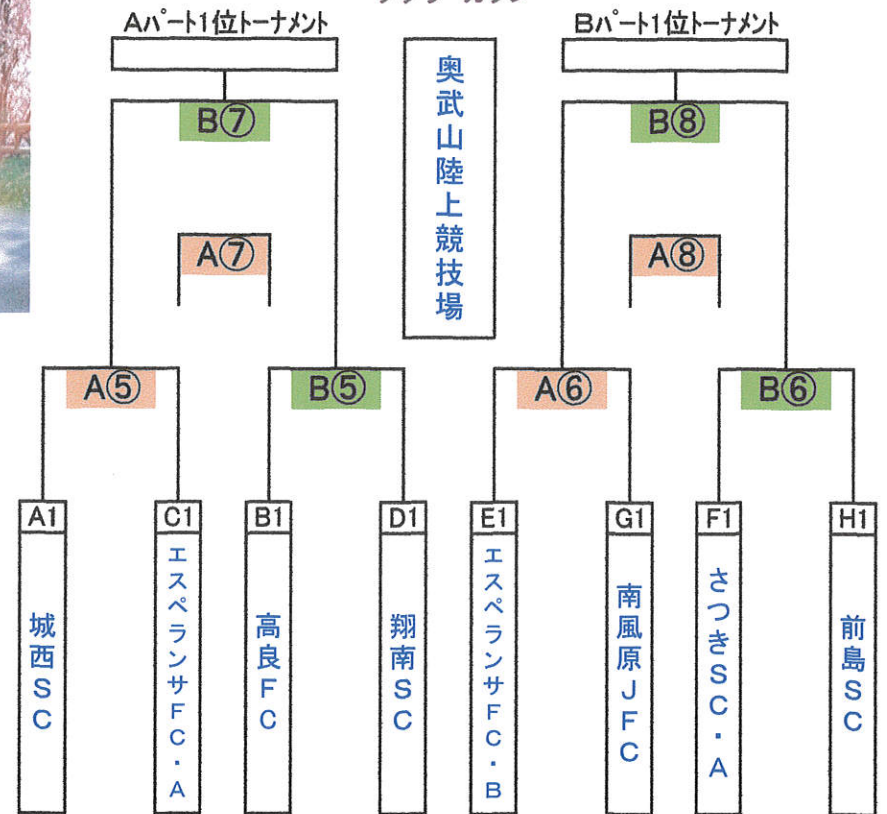 Aパート1位トーナメント
Bパート1位トーナメント
奥武山陸上競技場
B⑦
B⑧
A⑦
A⑧
A⑤
B⑤
A⑥
B⑥
A1
C1
B1
D1
E1
G1
F1
H1
城西SC
エスペランサFC・A
高良FC
翔南SC
エスペランサFC・B
南風原JFC
さつきSC・A
前島SC